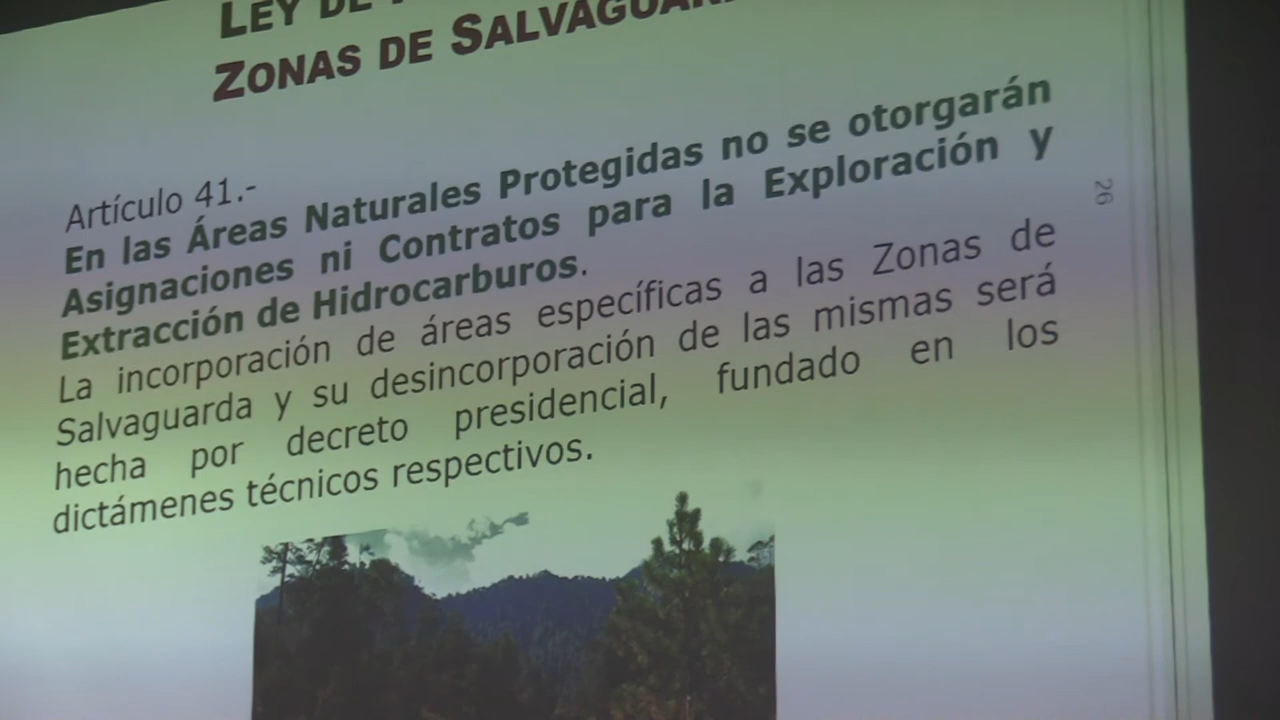 LEY DE
ZONAS DE
Artículo 41.-
En las Áreas Naturales Protegidas no se otorgarán
Asignaciones ni Contratos para la Exploración y
Extracción de Hidrocarburos.
La incorporación de áreas específicas a las Zonas de
Salvaguarda y su desincorporación de las mismas será
hecha por decreto presidencial, fundado en los
dictámenes técnicos respectivos.
26